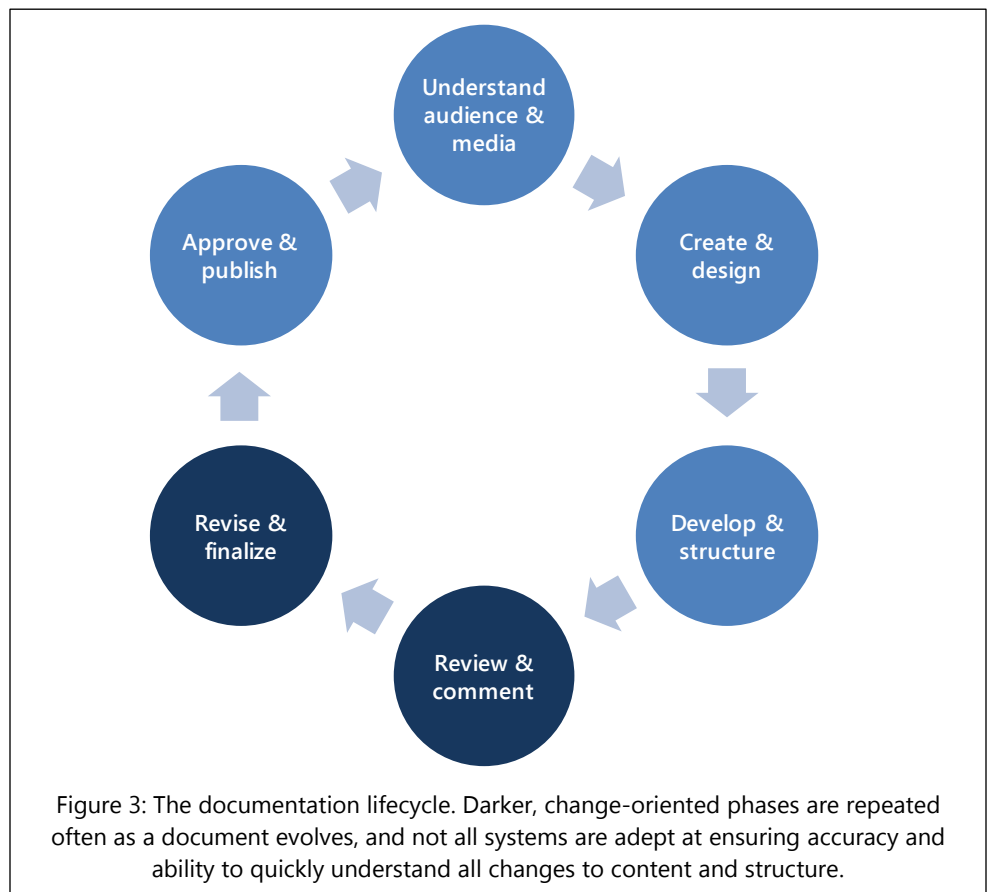 Understand
audience &
media
Create &
design
Develop &
structure
Review &
comment
Revise &
finalize
Approve &
publish
Figure 3: The documentation lifecycle. Darker, change-oriented phases are repeated
often as a document evolves, and not all systems are adept at ensuring accuracy and
ability to quickly understand all changes to content and structure.